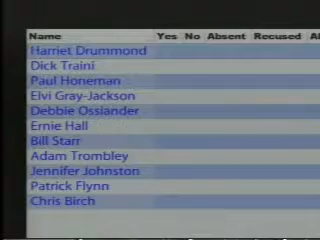 Name Yes No Absent Recused
Harriet Drummond
Dick Traini
Paul Honeman
Elvi Gray-Jackson
Debbie Ossiander
Ernie Hall
Bill Starr
Adam Trombley
Jennifer Johnston
Patrick Flynn
Chris Birch